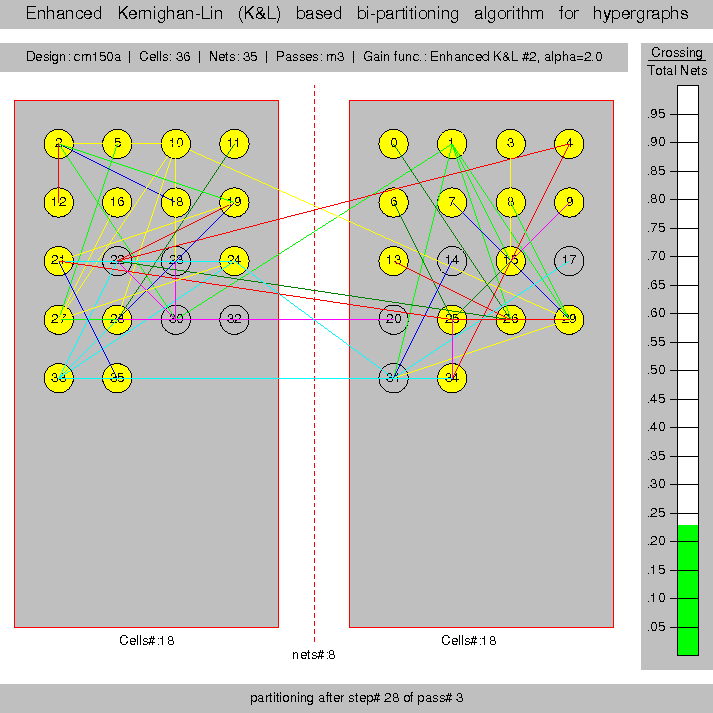 Enhanced Kernighan-Lin (K&L) based bi-partitioning algorithm for hypergraphs
Design: cm150a | Cells: 36 | Nets: 35 | Passes: m3 | Gain func.: Enhanced K&L #2, alpha=2.0
Crossing
Total Nets
2 5 10 11 0 1 3 4
12 16 18 19 6 7 8 9
21 22 23 24 13 14 15 17
27 28 30 32 20 25 26 29
33 35 31 34
.95
.90
.85
.80
.75
.70
.65
.60
.55
.50
.45
.40
.35
.30
.25
.20
.15
.10
.05
Cells#:18 Cells#:18
nets#:8
partitioning after step# 28 of pass# 3